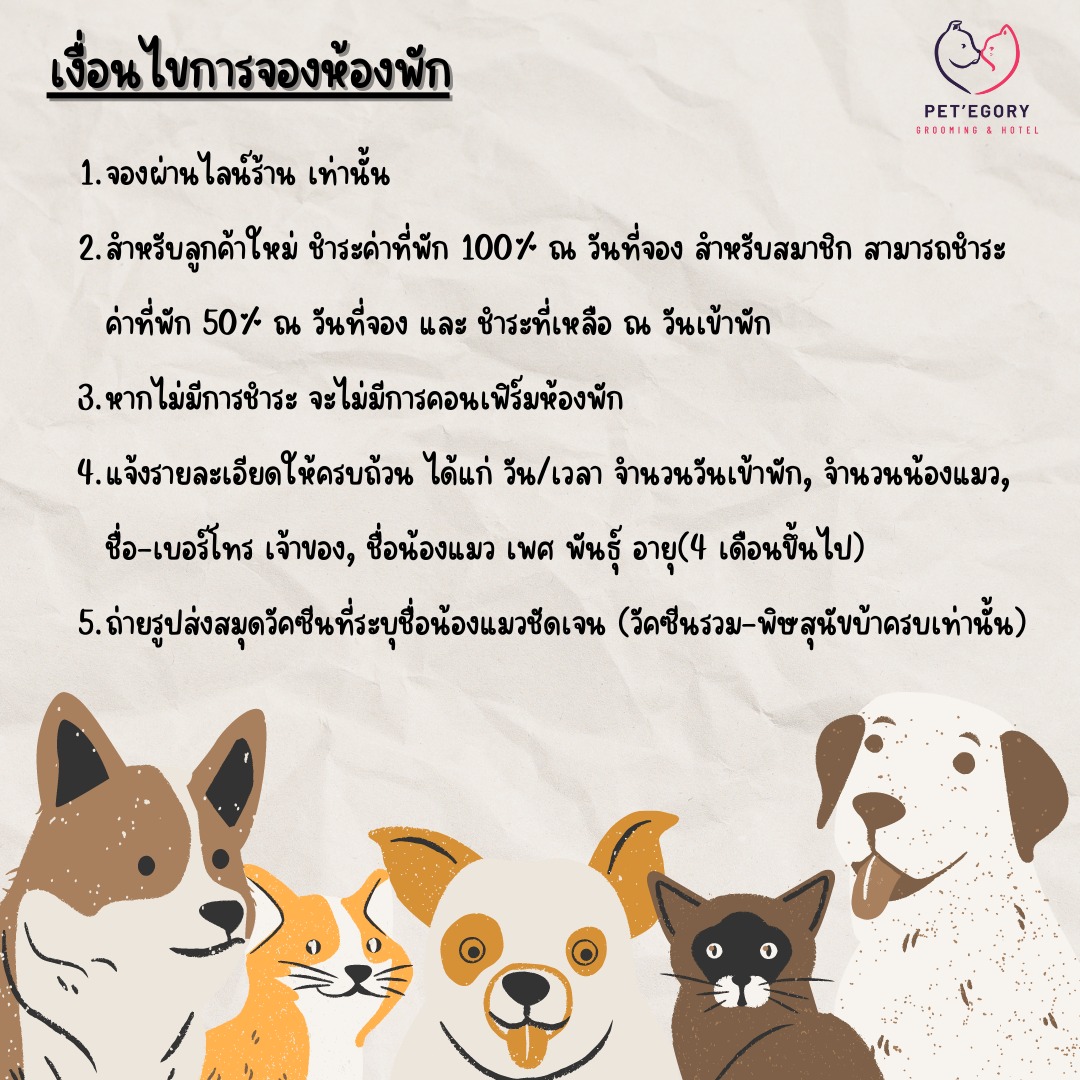 เงื่อนไขการจองห้องพัก
PET'EGORY
GROOMING & HOTEL
1. จองผ่านไลน์ร้าน เท่านั้น
2. สำหรับลูกค้าใหม่ ชำระค่าที่พัก 100% ณ วันที่จอง สำหรับสมาชิก สามารถชำระ
ค่าที่พัก 50% ณ วันที่จอง และ ชำระที่เหลือ ณ วันเข้าพัก
3. หากไม่มีการชำระ จะไม่มีการคอนเฟิร์มห้องพัก
4. แจ้งรายละเอียดให้ครบถ้วน ได้แก่ วัน/เวลา จำนวนวันเข้าพัก, จำนวนน้องแมว,
ชื่อ-เบอร์โทร เจ้าของ, ชื่อน้องแมว เพศ พันธุ์ อายุ(4 เดือนขึ้นไป)
5. ถ่ายรูปส่งสมุดวัคซีนที่ระบุชื่อน้องแมวชัดเจน (วัคซีนรวม-พิษสุนัขบ้าครบเท่านั้น)